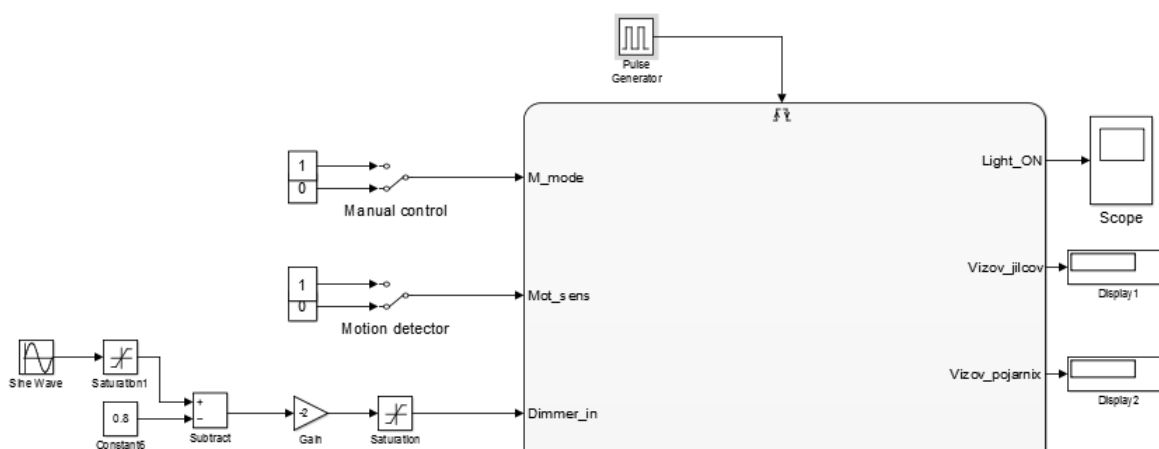 Pulse
Generator
Light_ON
1
0
M_mode
Manual control
Scope
Vizov_jilcov
Display1
1
0
Mot_sens
Motion detector
Sine Wave
Saturation1
Vizov_pojarnix
Display2
+
−
0.8
Constant6
Subtract
-2
Gain
Saturation
Dimmer_in